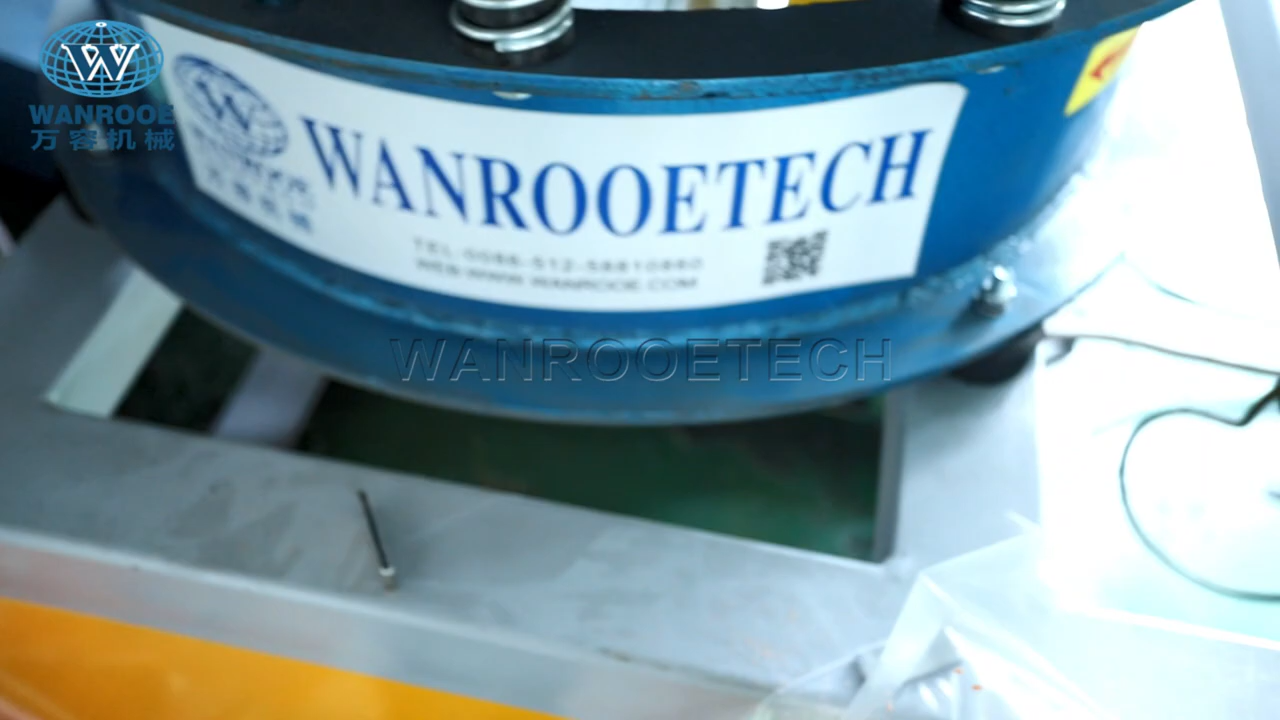 W
WANROOE
万容机械
W
WANROOETECH
TEL-0086-512-58810880
WEB-WWW.WANROOE.COM
WANROOETECH